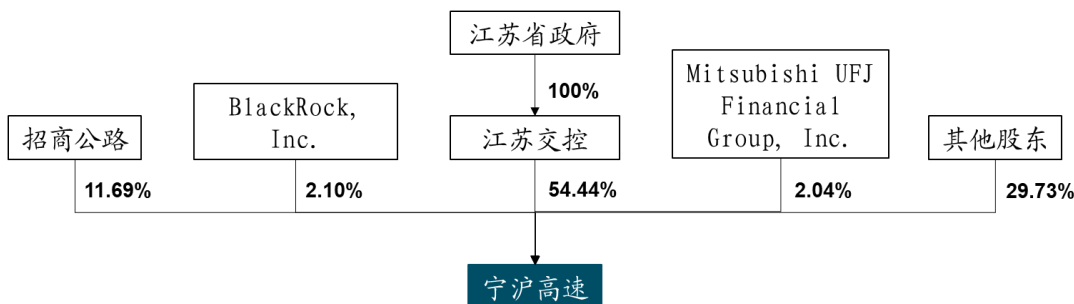 江苏省政府
100%
招商公路
BlackRock,
Inc.
江苏交控
Mitsubishi UFJ
Financial
Group, Inc.
其他股东
11.69%
2.10%
54.44%
2.04%
29.73%
宁沪高速